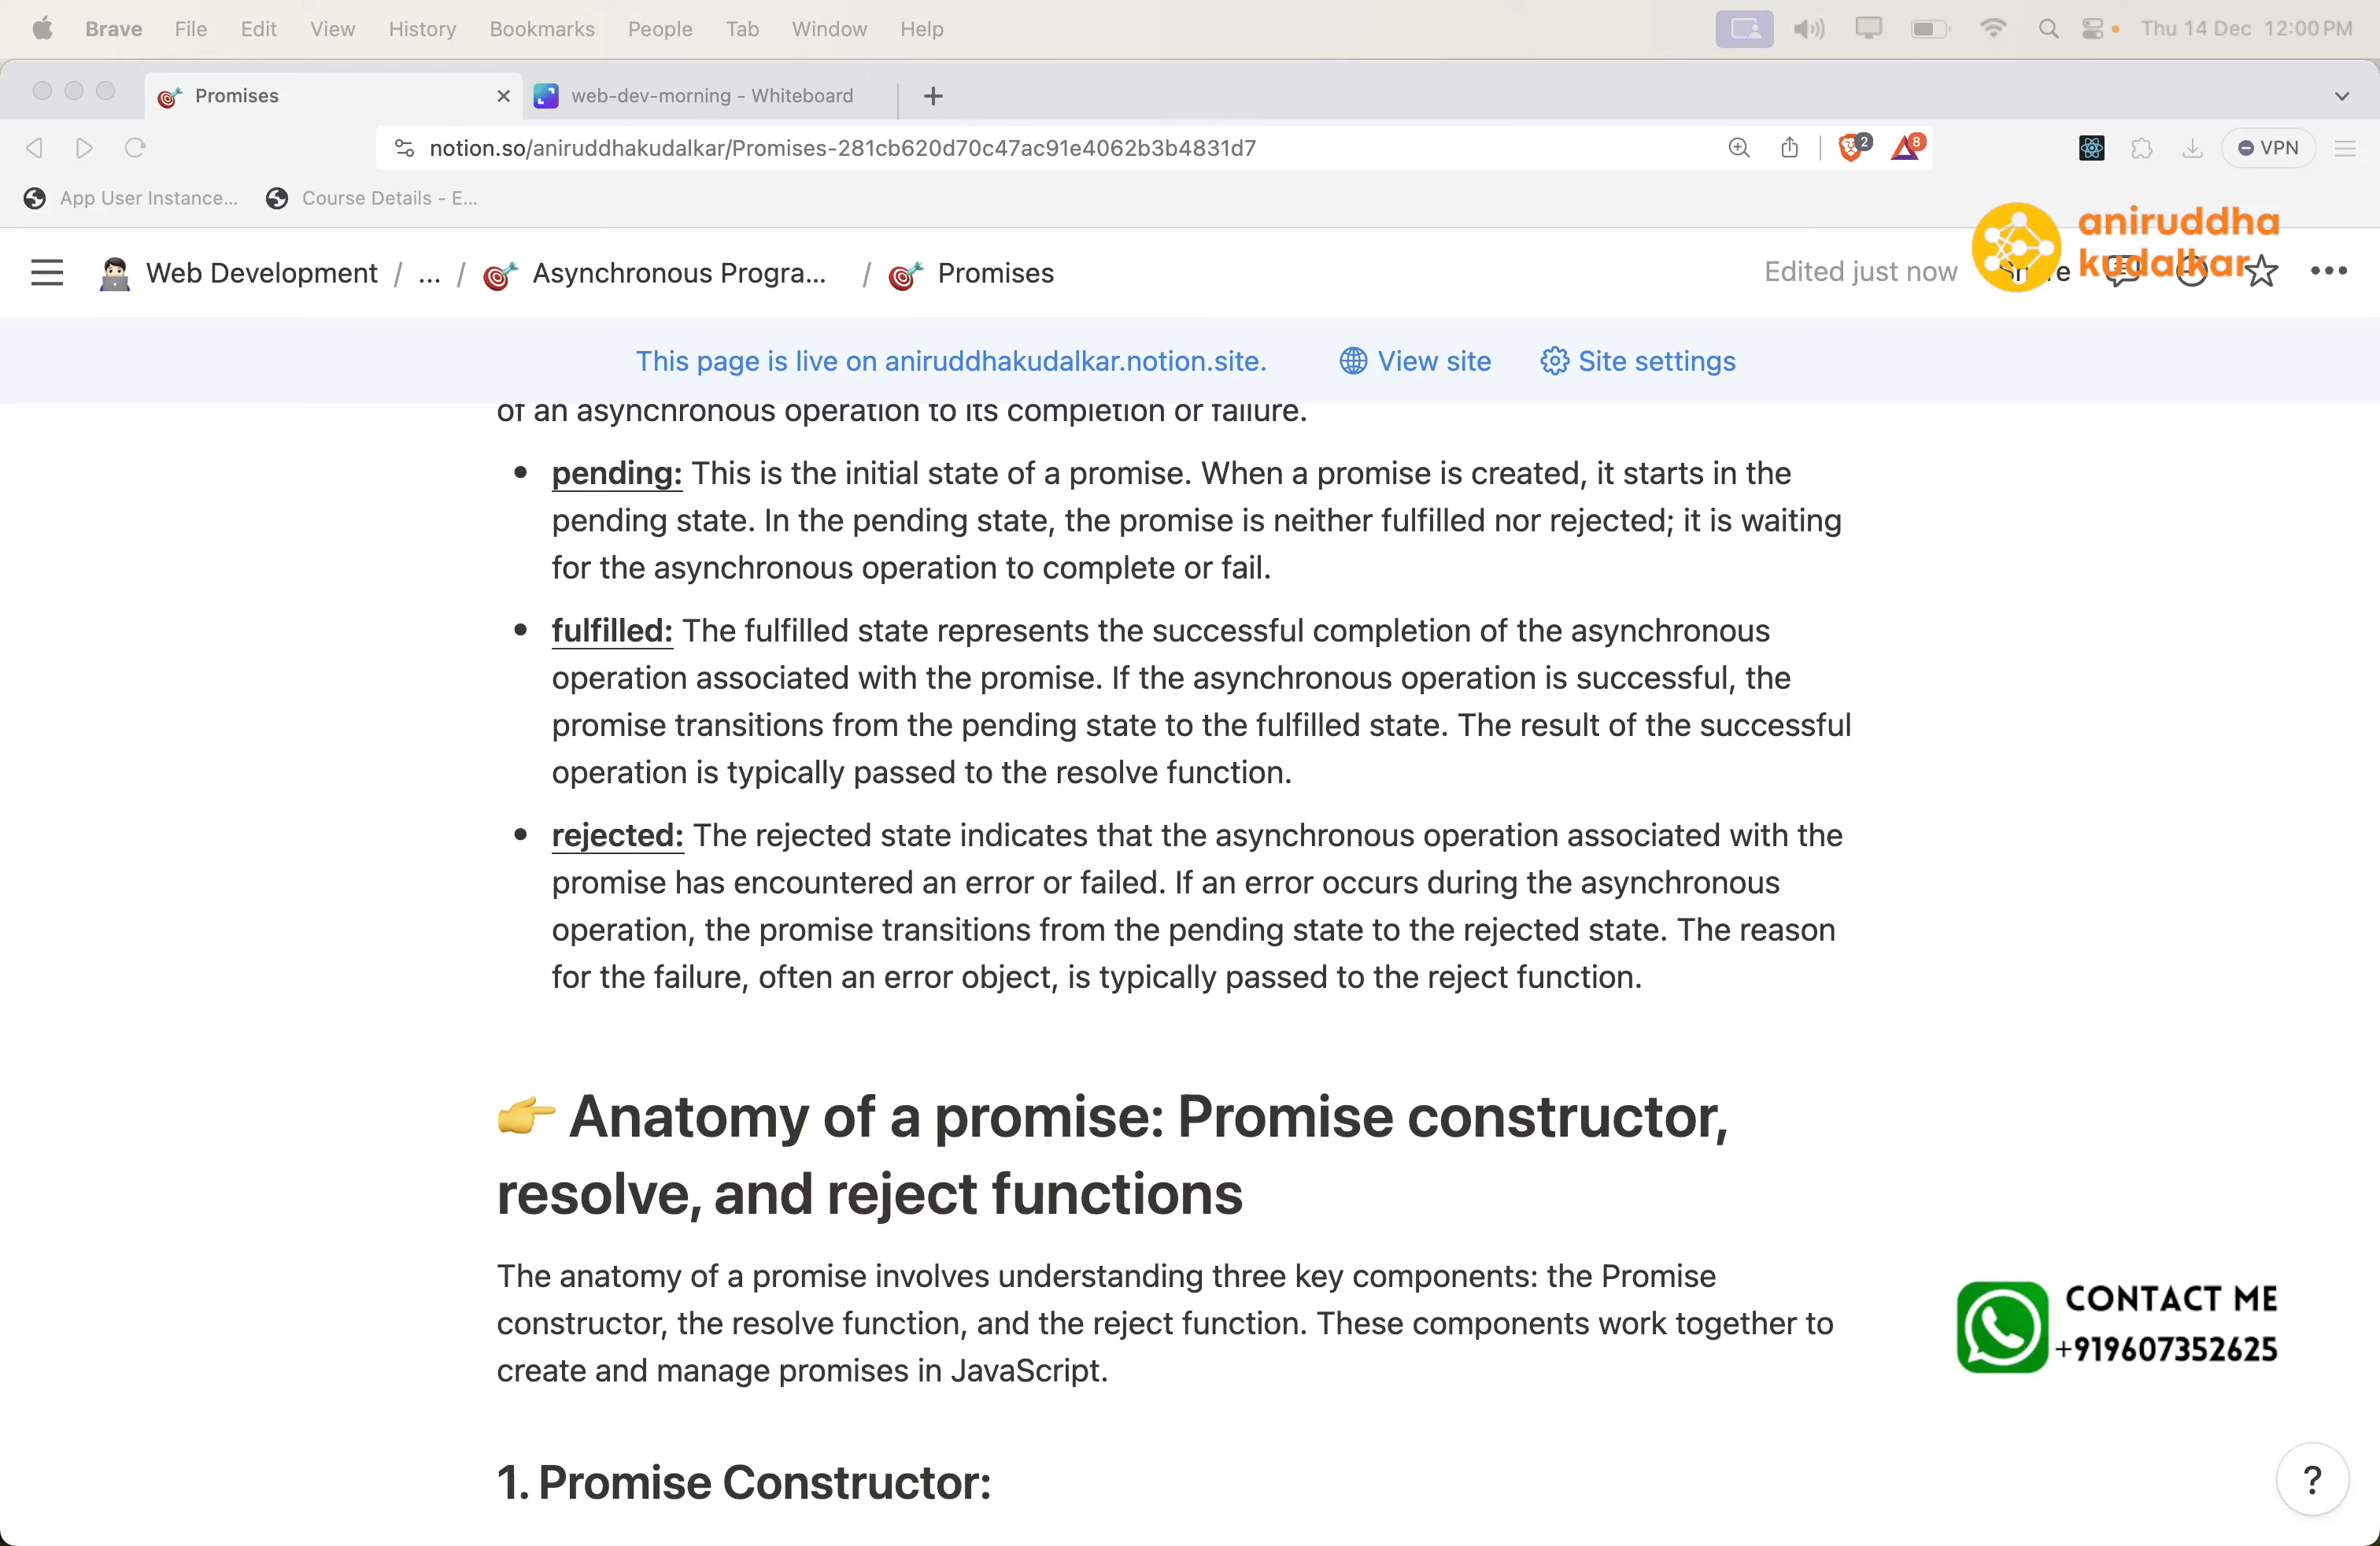 Brave File Edit View History Bookmarks People Tab Window Help Thu 14 Dec 12:00 PM
Promises web-dev-morning - Whiteboard
notion.so/aniruddhakudalkar/Promises-281cb620d70c47ac91e4062b3b4831d7 2 8 VPN
App User Instance... Course Details - E...
aniruddha
kudalkar
Web Development / ... / Asynchronous Progra... / Promises Edited just now
This page is live on aniruddhakudalkar.notion.site. View site Site settings
of an asynchronous operation to its completion or failure.
• pending: This is the initial state of a promise. When a promise is created, it starts in the
pending state. In the pending state, the promise is neither fulfilled nor rejected; it is waiting
for the asynchronous operation to complete or fail.
• fulfilled: The fulfilled state represents the successful completion of the asynchronous
operation associated with the promise. If the asynchronous operation is successful, the
promise transitions from the pending state to the fulfilled state. The result of the successful
operation is typically passed to the resolve function.
• rejected: The rejected state indicates that the asynchronous operation associated with the
promise has encountered an error or failed. If an error occurs during the asynchronous
operation, the promise transitions from the pending state to the rejected state. The reason
for the failure, often an error object, is typically passed to the reject function.
Anatomy of a promise: Promise constructor,
resolve, and reject functions
The anatomy of a promise involves understanding three key components: the Promise
constructor, the resolve function, and the reject function. These components work together to
create and manage promises in JavaScript.
CONTACT ME
+919607352625
1. Promise Constructor:
?